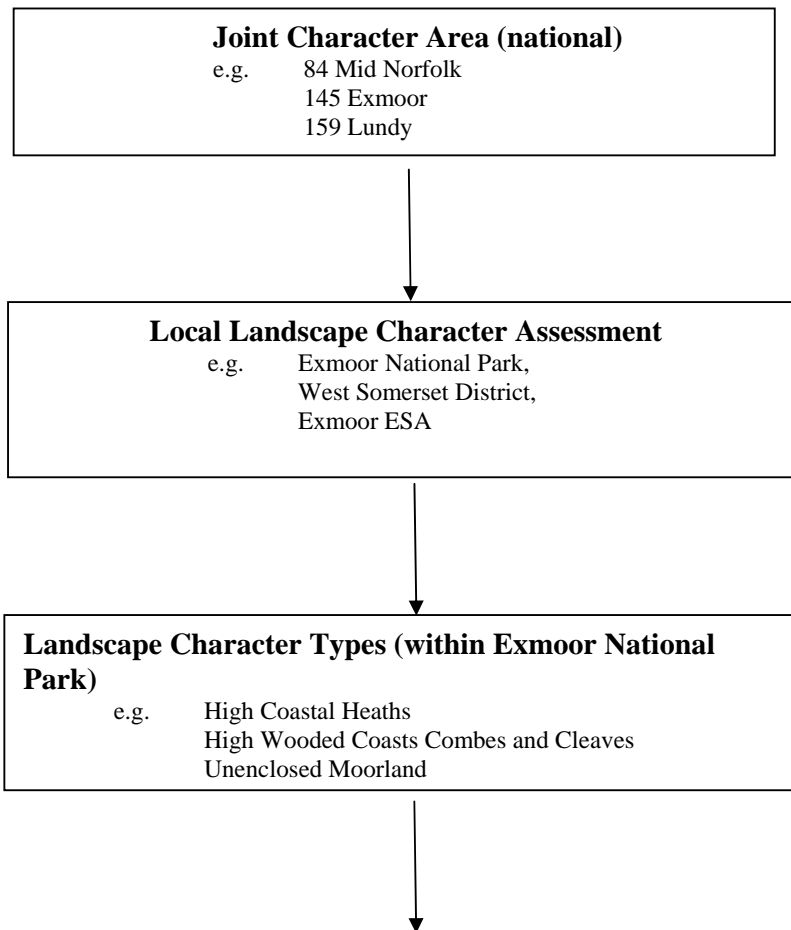 Joint Character Area (national)
e.g. 84 Mid Norfolk
145 Exmoor
159 Lundy
Local Landscape Character Assessment
e.g. Exmoor National Park,
West Somerset District,
Exmoor ESA
Landscape Character Types (within Exmoor National
Park)
e.g. High Coastal Heaths
High Wooded Coasts Combes and Cleaves
Unenclosed Moorland